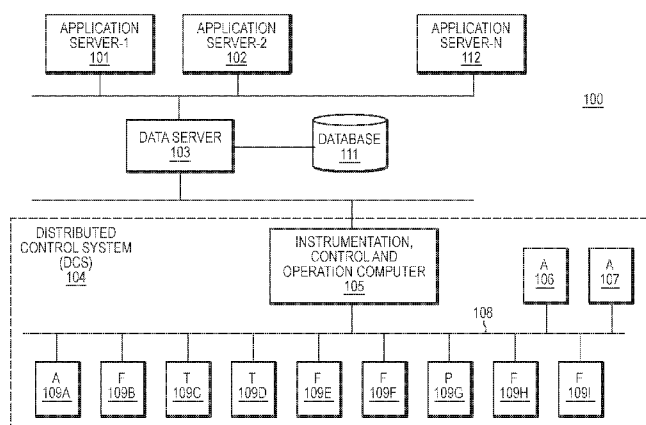 APPLICATION
SERVER-1
101
APPLICATION
SERVER-2
102
APPLICATION
SERVER-N
112
100
DATA SERVER
103
DATABASE
111
DISTRIBUTED
CONTROL SYSTEM
(DCS)
104
INSTRUMENTATION,
CONTROL AND
OPERATION COMPUTER
105
A
106
A
107
108
A
109A
F
109B
T
109C
T
109D
F
109E
F
109F
P
109G
F
109H
F
109I